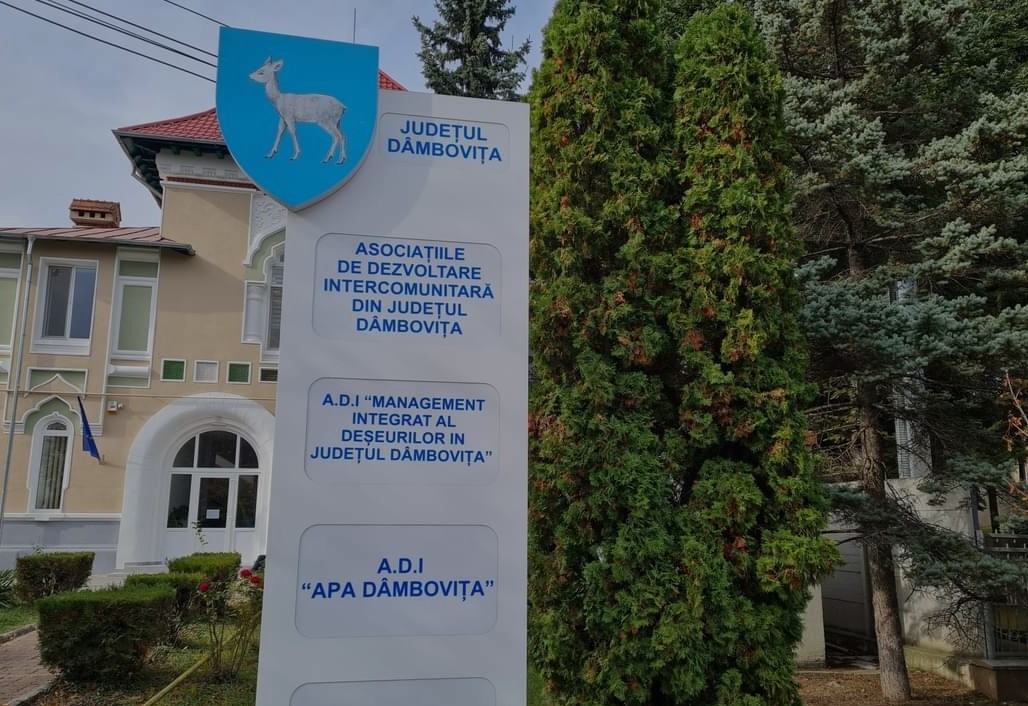 JUDEȚUL
DÂMBOVIȚA
ASOCIAȚIILE
DE DEZVOLTARE
INTERCOMUNITARĂ
DIN JUDEȚUL
DÂMBOVIȚA
A.D.I “MANAGEMENT
INTEGRAT AL
DEȘEURILOR IN
JUDEȚUL DÂMBOVIȚA”
A.D.I
“APA DÂMBOVIȚA”